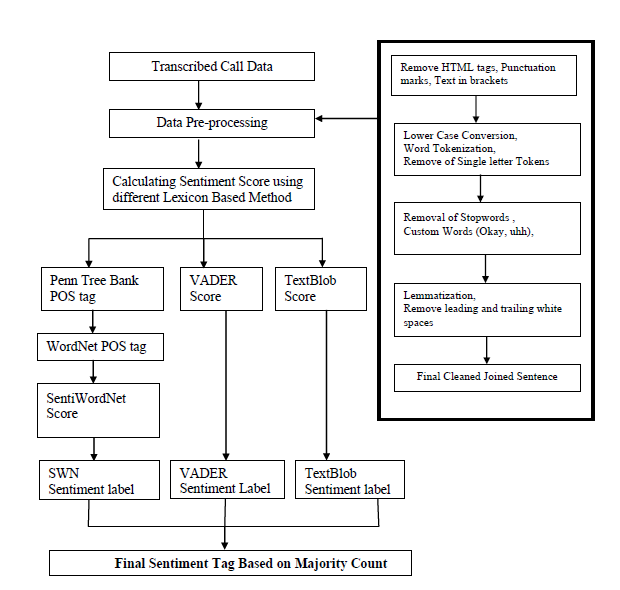 Transcribed Call Data
Data Pre-processing
Calculating Sentiment Score using
different Lexicon Based Method
Penn Tree Bank
POS tag
WordNet POS tag
SentiWordNet
Score
SWN
Sentiment label
VADER
Score
VADER
Sentiment Label
TextBlob
Score
TextBlob
Sentiment label
Final Sentiment Tag Based on Majority Count
Remove HTML tags, Punctuation
marks, Text in brackets
Lower Case Conversion,
Word Tokenization,
Remove of Single letter Tokens
Removal of Stopwords ,
Custom Words (Okay, uhh),
Lemmatization,
Remove leading and trailing white
spaces
Final Cleaned Joined Sentence